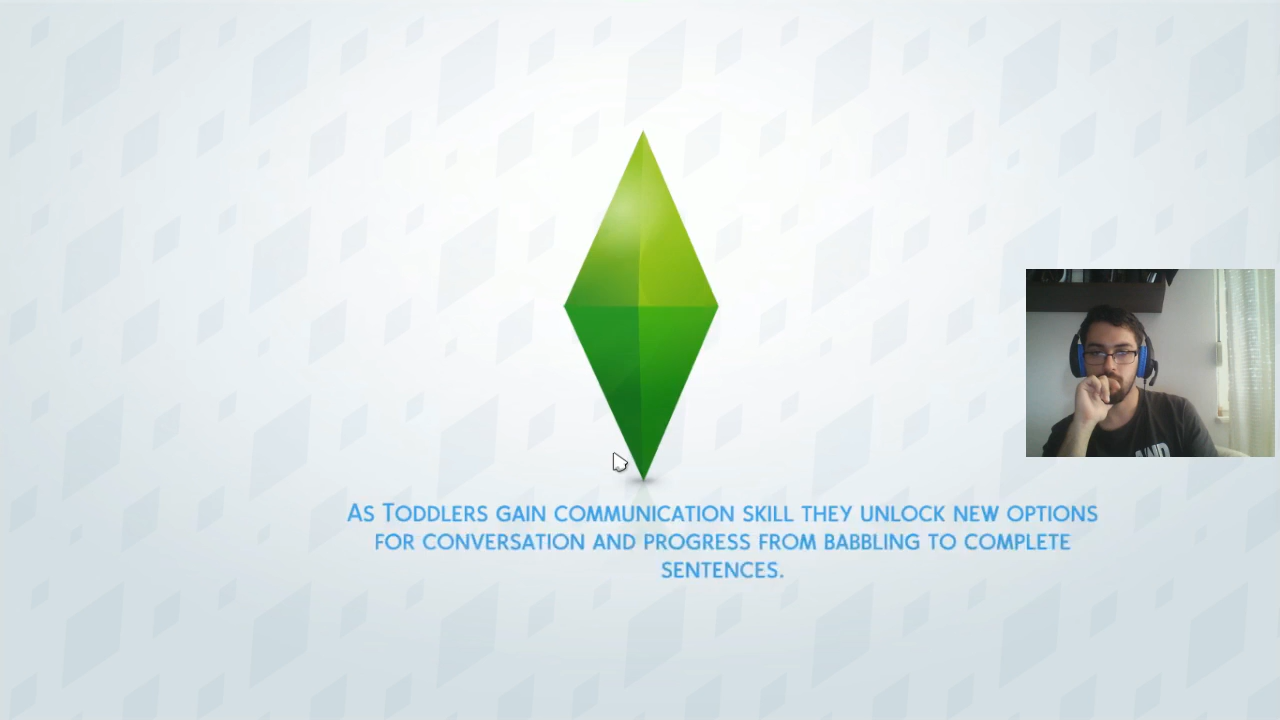 As Toddlers gain communication skill they unlock new options
for conversation and progress from babbling to complete
sentences.